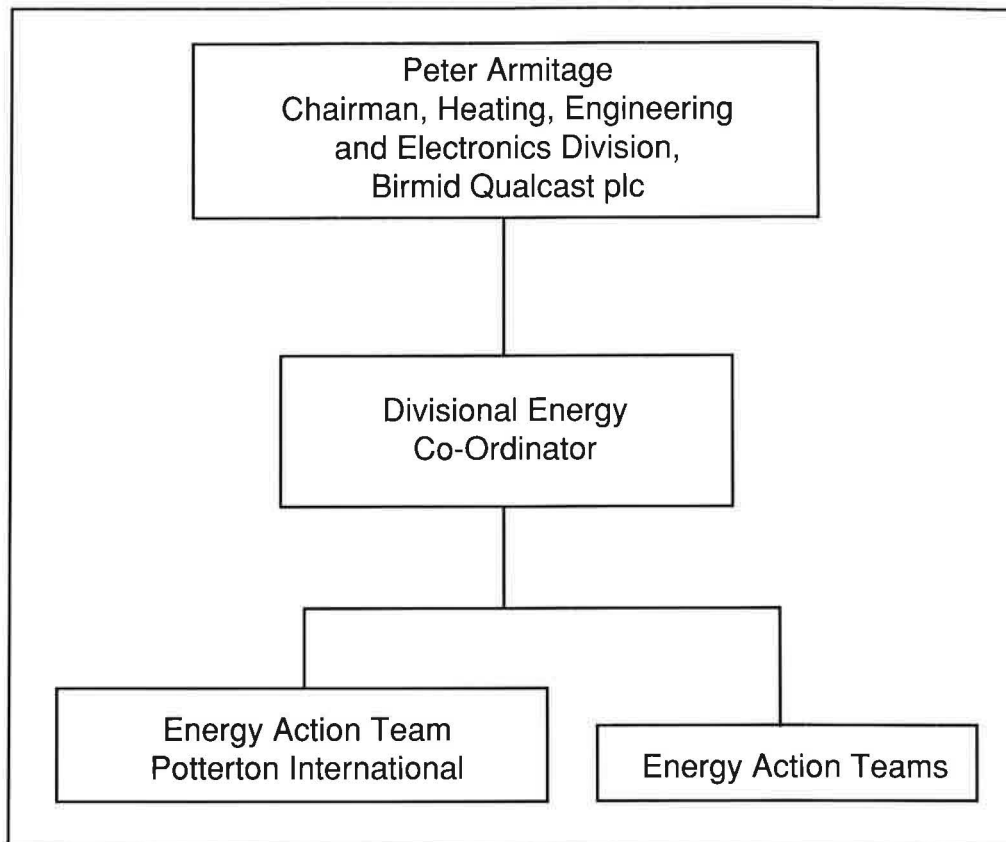 Peter Armitage
Chairman, Heating, Engineering
and Electronics Division,
Birmid Qualcast plc
Divisional Energy
Co-Ordinator
Energy Action Team
Potterton International
Energy Action Teams